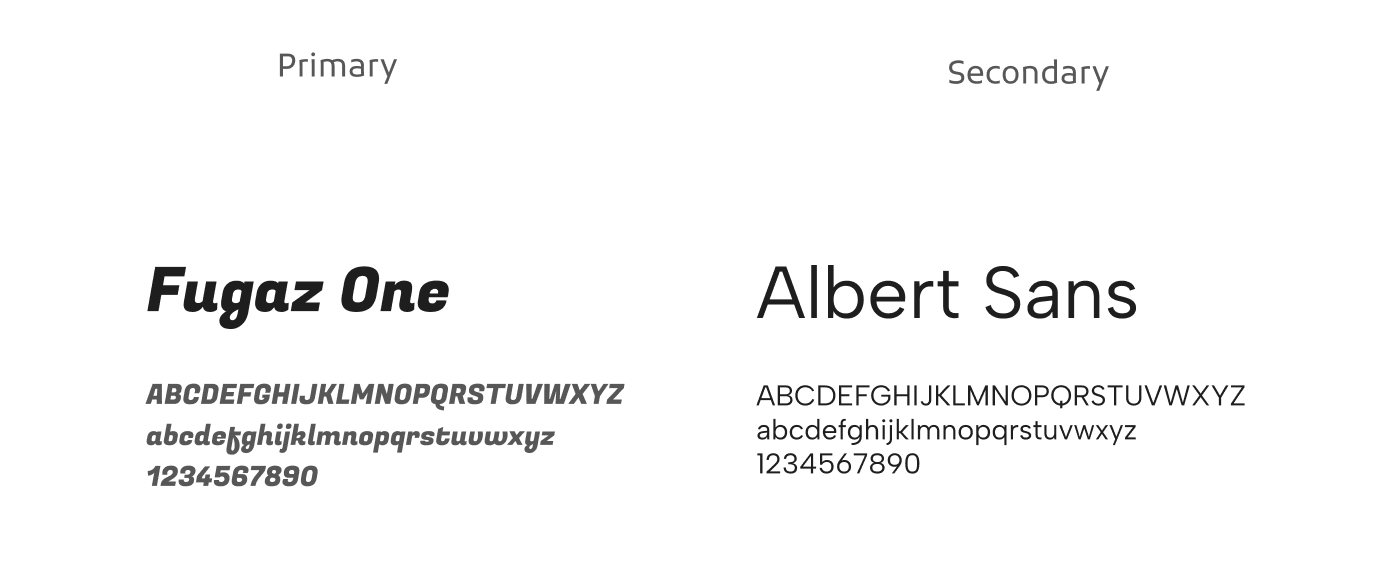 Primary
Secondary
Fugaz One
ABCDEFGHIJKLMNOPQRSTUVWXYZ
abcdefghijklmnopqrstuvwxyz
1234567890
Albert Sans
ABCDEFGHIJKLMNOPQRSTUVWXYZ
abcdefghijklmnopqrstuvwxyz
1234567890